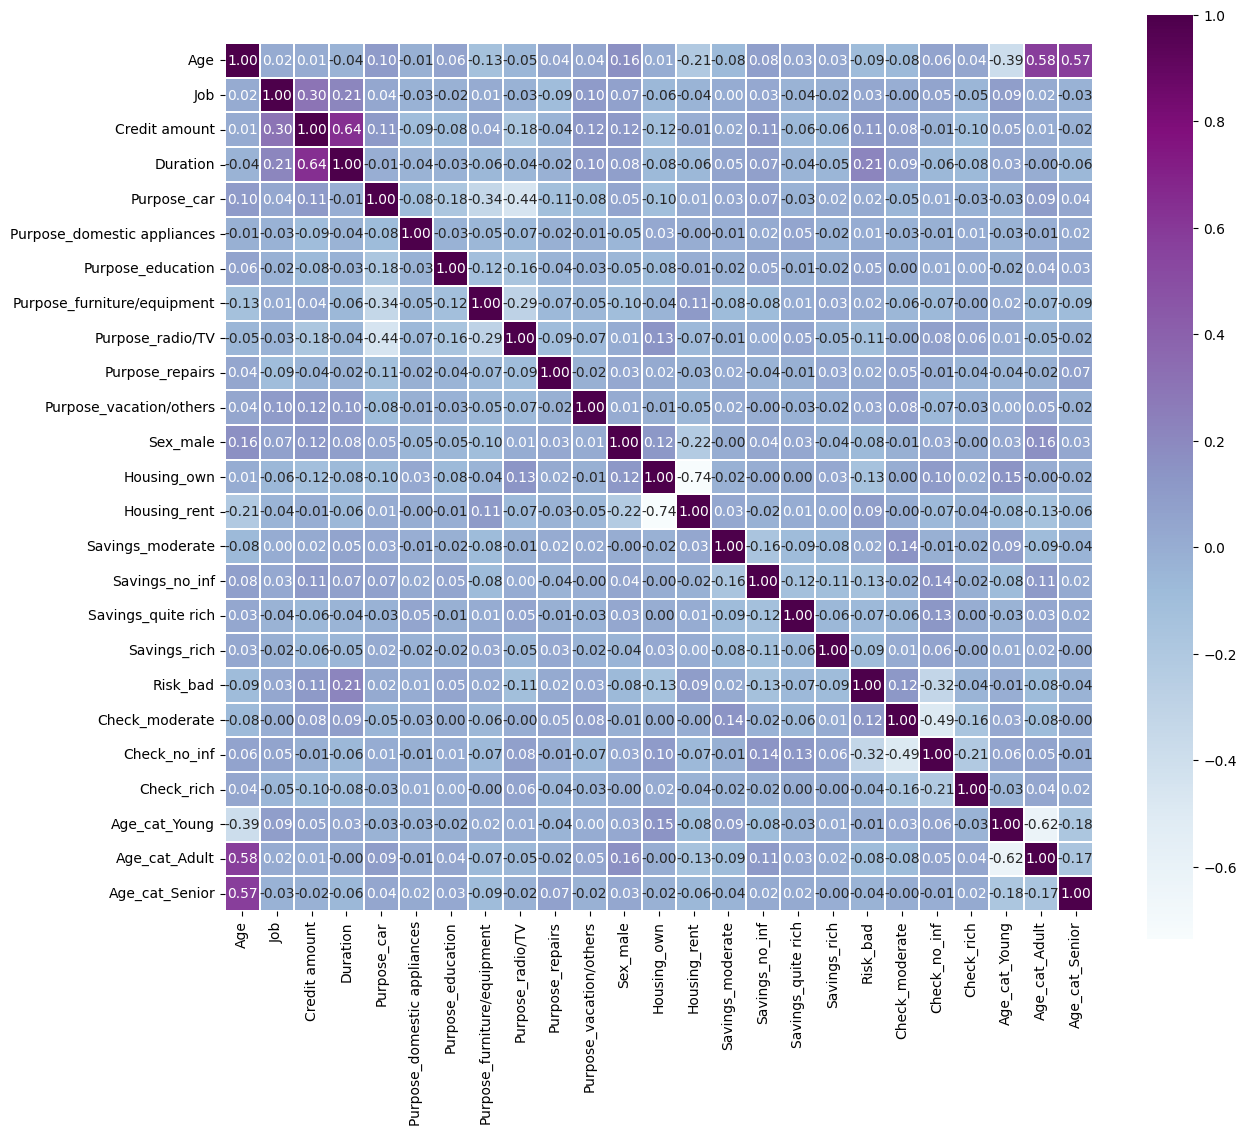 Age 1.00 0.02 0.01 -0.04 0.10 -0.01 0.06 -0.13 -0.05 0.04 0.04 0.16 0.01 -0.21 -0.08 0.08 0.03 0.03 -0.09 -0.08 0.06 0.04 -0.39 0.58 0.57
Job 0.02 1.00 0.30 0.21 0.04 -0.03 -0.02 0.01 -0.03 -0.09 0.10 0.07 -0.06 -0.04 0.00 0.03 -0.04 -0.02 0.03 -0.00 0.05 -0.05 0.09 0.02 -0.03
Credit amount 0.01 0.30 1.00 0.64 0.11 -0.09 -0.08 0.04 -0.18 -0.04 0.12 0.12 -0.12 -0.01 0.02 0.11 -0.06 -0.06 0.11 0.08 -0.01 -0.10 0.05 0.01 -0.02
Duration -0.04 0.21 0.64 1.00 -0.01 -0.04 -0.03 -0.06 -0.04 -0.02 0.10 0.08 -0.08 -0.06 0.05 0.07 -0.04 -0.05 0.21 0.09 -0.06 -0.08 0.03 -0.00 -0.06
Purpose_car 0.10 0.04 0.11 -0.01 1.00 -0.08 -0.18 -0.34 -0.44 -0.11 -0.08 0.05 -0.10 0.01 0.03 0.07 -0.03 0.02 0.02 -0.05 0.01 -0.03 -0.03 0.09 0.04
Purpose_domestic appliances -0.01 -0.03 -0.09 -0.04 -0.08 1.00 -0.03 -0.05 -0.07 -0.02 -0.01 -0.05 0.03 -0.00 -0.01 0.02 0.05 -0.02 0.01 -0.03 -0.01 0.01 -0.03 -0.01 0.02
Purpose_education 0.06 -0.02 -0.08 -0.03 -0.18 -0.03 1.00 -0.12 -0.16 -0.04 -0.03 -0.05 -0.08 -0.01 -0.02 0.05 -0.01 -0.02 0.05 0.00 0.01 0.00 -0.02 0.04 0.03
Purpose_furniture/equipment -0.13 0.01 0.04 -0.06 -0.34 -0.05 -0.12 1.00 -0.29 -0.07 -0.05 -0.10 -0.04 0.11 -0.08 -0.08 0.01 0.03 0.02 -0.06 -0.07 -0.00 0.02 -0.07 -0.09
Purpose_radio/TV -0.05 -0.03 -0.18 -0.04 -0.44 -0.07 -0.16 -0.29 1.00 -0.09 -0.07 0.01 0.13 -0.07 -0.01 0.00 0.05 -0.05 -0.11 -0.00 0.08 0.06 0.01 -0.05 -0.02
Purpose_repairs 0.04 -0.09 -0.04 -0.02 -0.11 -0.02 -0.04 -0.07 -0.09 1.00 -0.02 0.03 0.02 -0.03 0.02 -0.04 -0.01 0.03 0.02 0.05 -0.01 -0.04 -0.04 -0.02 0.07
Purpose_vacation/others 0.04 0.10 0.12 0.10 -0.08 -0.01 -0.03 -0.05 -0.07 -0.02 1.00 0.01 -0.01 -0.05 0.02 -0.00 -0.03 -0.02 0.03 0.08 -0.07 -0.03 0.00 0.05 -0.02
Sex_male 0.16 0.07 0.12 0.08 0.05 -0.05 -0.05 -0.10 0.01 0.03 0.01 1.00 0.12 -0.22 -0.00 0.04 0.03 -0.04 -0.08 -0.01 0.03 -0.00 0.03 0.16 0.03
Housing_own 0.01 -0.06 -0.12 -0.08 -0.10 0.03 -0.08 -0.04 0.13 0.02 -0.01 0.12 1.00 -0.74 -0.02 -0.00 0.00 0.03 -0.13 0.00 0.10 0.02 0.15 -0.00 -0.02
Housing_rent -0.21 -0.04 -0.01 -0.06 0.01 -0.00 -0.01 0.11 -0.07 -0.03 -0.05 -0.22 -0.74 1.00 0.03 -0.02 0.01 0.00 0.09 -0.00 -0.07 -0.04 -0.08 -0.13 -0.06
Savings_moderate -0.08 0.00 0.02 0.05 0.03 -0.01 -0.02 -0.08 -0.01 0.02 0.02 -0.00 -0.02 0.03 1.00 -0.16 -0.09 -0.08 0.02 0.14 -0.01 -0.02 0.09 -0.09 -0.04
Savings_no_inf 0.08 0.03 0.11 0.07 0.07 0.02 0.05 -0.08 0.00 -0.04 -0.00 0.04 -0.00 -0.02 -0.16 1.00 -0.12 -0.11 -0.13 -0.02 0.14 -0.02 -0.08 0.11 0.02
Savings_quite rich 0.03 -0.04 -0.06 -0.04 -0.03 0.05 -0.01 0.01 0.05 -0.01 -0.03 0.03 0.00 0.01 -0.09 -0.12 1.00 -0.06 -0.07 -0.06 0.13 0.00 -0.03 0.03 0.02
Savings_rich 0.03 -0.02 -0.06 -0.05 0.02 -0.02 -0.02 0.03 -0.05 0.03 -0.02 -0.04 0.03 0.00 -0.08 -0.11 -0.06 1.00 -0.09 0.01 0.06 -0.00 0.01 0.02 -0.00
Risk_bad -0.09 0.03 0.11 0.21 0.02 0.01 0.05 0.02 -0.11 0.02 0.03 -0.08 -0.13 0.09 0.02 -0.13 -0.07 -0.09 1.00 0.12 -0.32 -0.04 -0.01 -0.08 -0.04
Check_moderate -0.08 -0.00 0.08 0.09 -0.05 -0.03 0.00 -0.06 -0.00 0.05 0.08 -0.01 0.00 -0.00 0.14 -0.02 -0.06 0.01 0.12 1.00 -0.49 -0.16 0.03 -0.08 -0.00
Check_no_inf 0.06 0.05 -0.01 -0.06 0.01 -0.01 0.01 -0.07 0.08 -0.01 -0.07 0.03 0.10 -0.07 -0.01 0.14 0.13 0.06 -0.32 -0.49 1.00 -0.21 0.06 0.05 -0.01
Check_rich 0.04 -0.05 -0.10 -0.08 -0.03 0.01 0.00 -0.00 0.06 -0.04 -0.03 -0.00 0.02 -0.04 -0.02 -0.02 0.00 -0.00 -0.04 -0.16 -0.21 1.00 -0.03 0.04 0.02
Age_cat_Young -0.39 0.09 0.05 0.03 -0.03 -0.03 -0.02 0.02 0.01 -0.04 0.00 0.03 0.15 -0.08 0.09 -0.08 -0.03 0.01 -0.01 0.03 0.06 -0.03 1.00 -0.62 -0.18
Age_cat_Adult 0.58 0.02 0.01 -0.00 0.09 -0.01 0.04 -0.07 -0.05 -0.02 0.05 0.16 -0.00 -0.13 -0.09 0.11 0.03 0.02 -0.08 -0.08 0.05 0.04 -0.62 1.00 -0.17
Age_cat_Senior 0.57 -0.03 -0.02 -0.06 0.04 0.02 0.03 -0.09 -0.02 0.07 -0.02 0.03 -0.02 -0.06 -0.04 0.02 0.02 -0.00 -0.04 -0.00 -0.01 0.02 -0.18 -0.17 1.00
Age
Job
Credit amount
Duration
Purpose_car
Purpose_domestic appliances
Purpose_education
Purpose_furniture/equipment
Purpose_radio/TV
Purpose_repairs
Purpose_vacation/others
Sex_male
Housing_own
Housing_rent
Savings_moderate
Savings_no_inf
Savings_quite rich
Savings_rich
Risk_bad
Check_moderate
Check_no_inf
Check_rich
Age_cat_Young
Age_cat_Adult
Age_cat_Senior
1.0
0.8
0.6
0.4
0.2
0.0
−0.2
−0.4
−0.6